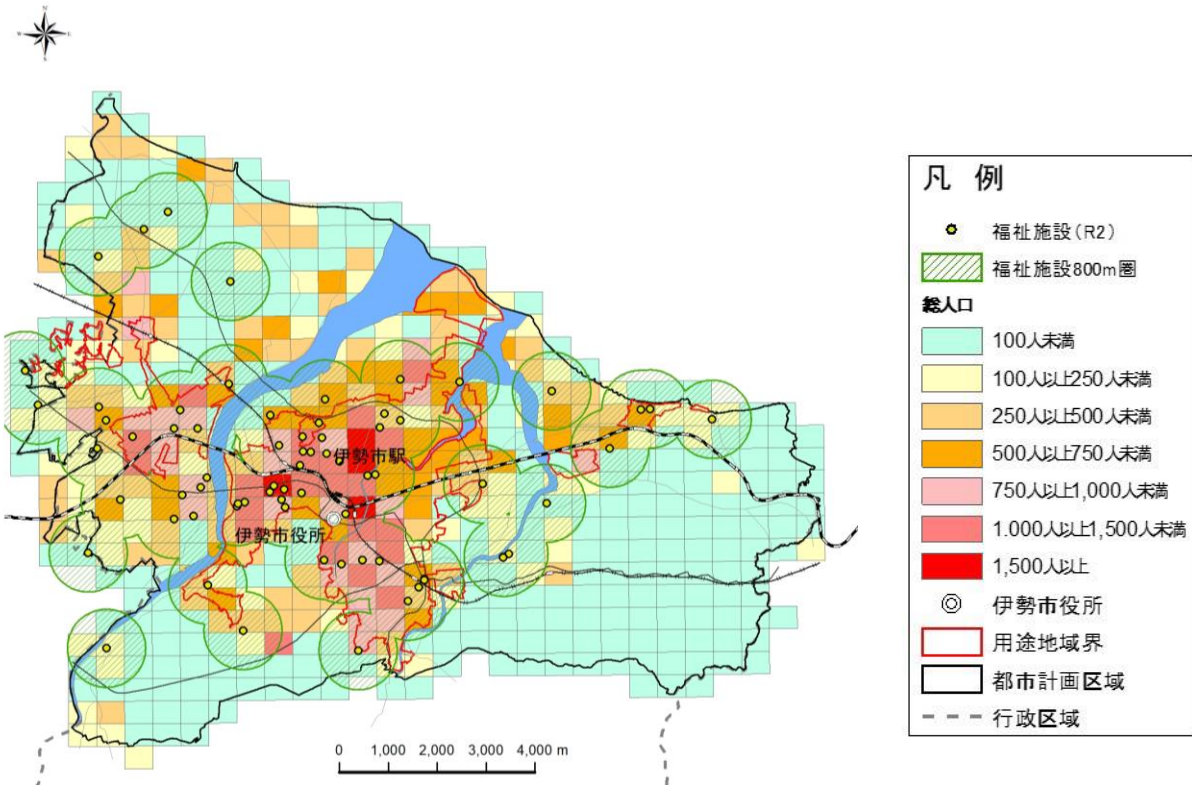 N
W
E
S
凡 例
福祉施設(R2)
福祉施設800m圏
総人口
100人未満
100人以上250人未満
250人以上500人未満
500人以上750人未満
750人以上1,000人未満
1.000人以上1,500人未満
1,500人以上
伊勢市役所
用途地域界
都市計画区域
行政区域
伊勢市駅
伊勢市役所
0 1,000 2,000 3,000 4,000 m